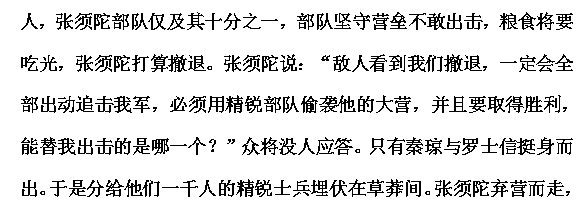 人，张须陀部队仅及其十分之一，部队坚守营垒不敢出击，粮食将要
吃光，张须陀打算撤退。张须陀说：“敌人看到我们撤退，一定会全
部出动追击我军，必须用精锐部队偷袭他的大营，并且要取得胜利，
能替我出击的是哪一个？”众将没人应答。只有秦琼与罗士信挺身而
出。于是分给他们一千人的精锐士兵埋伏在草莽间。张须陀弃营而走，